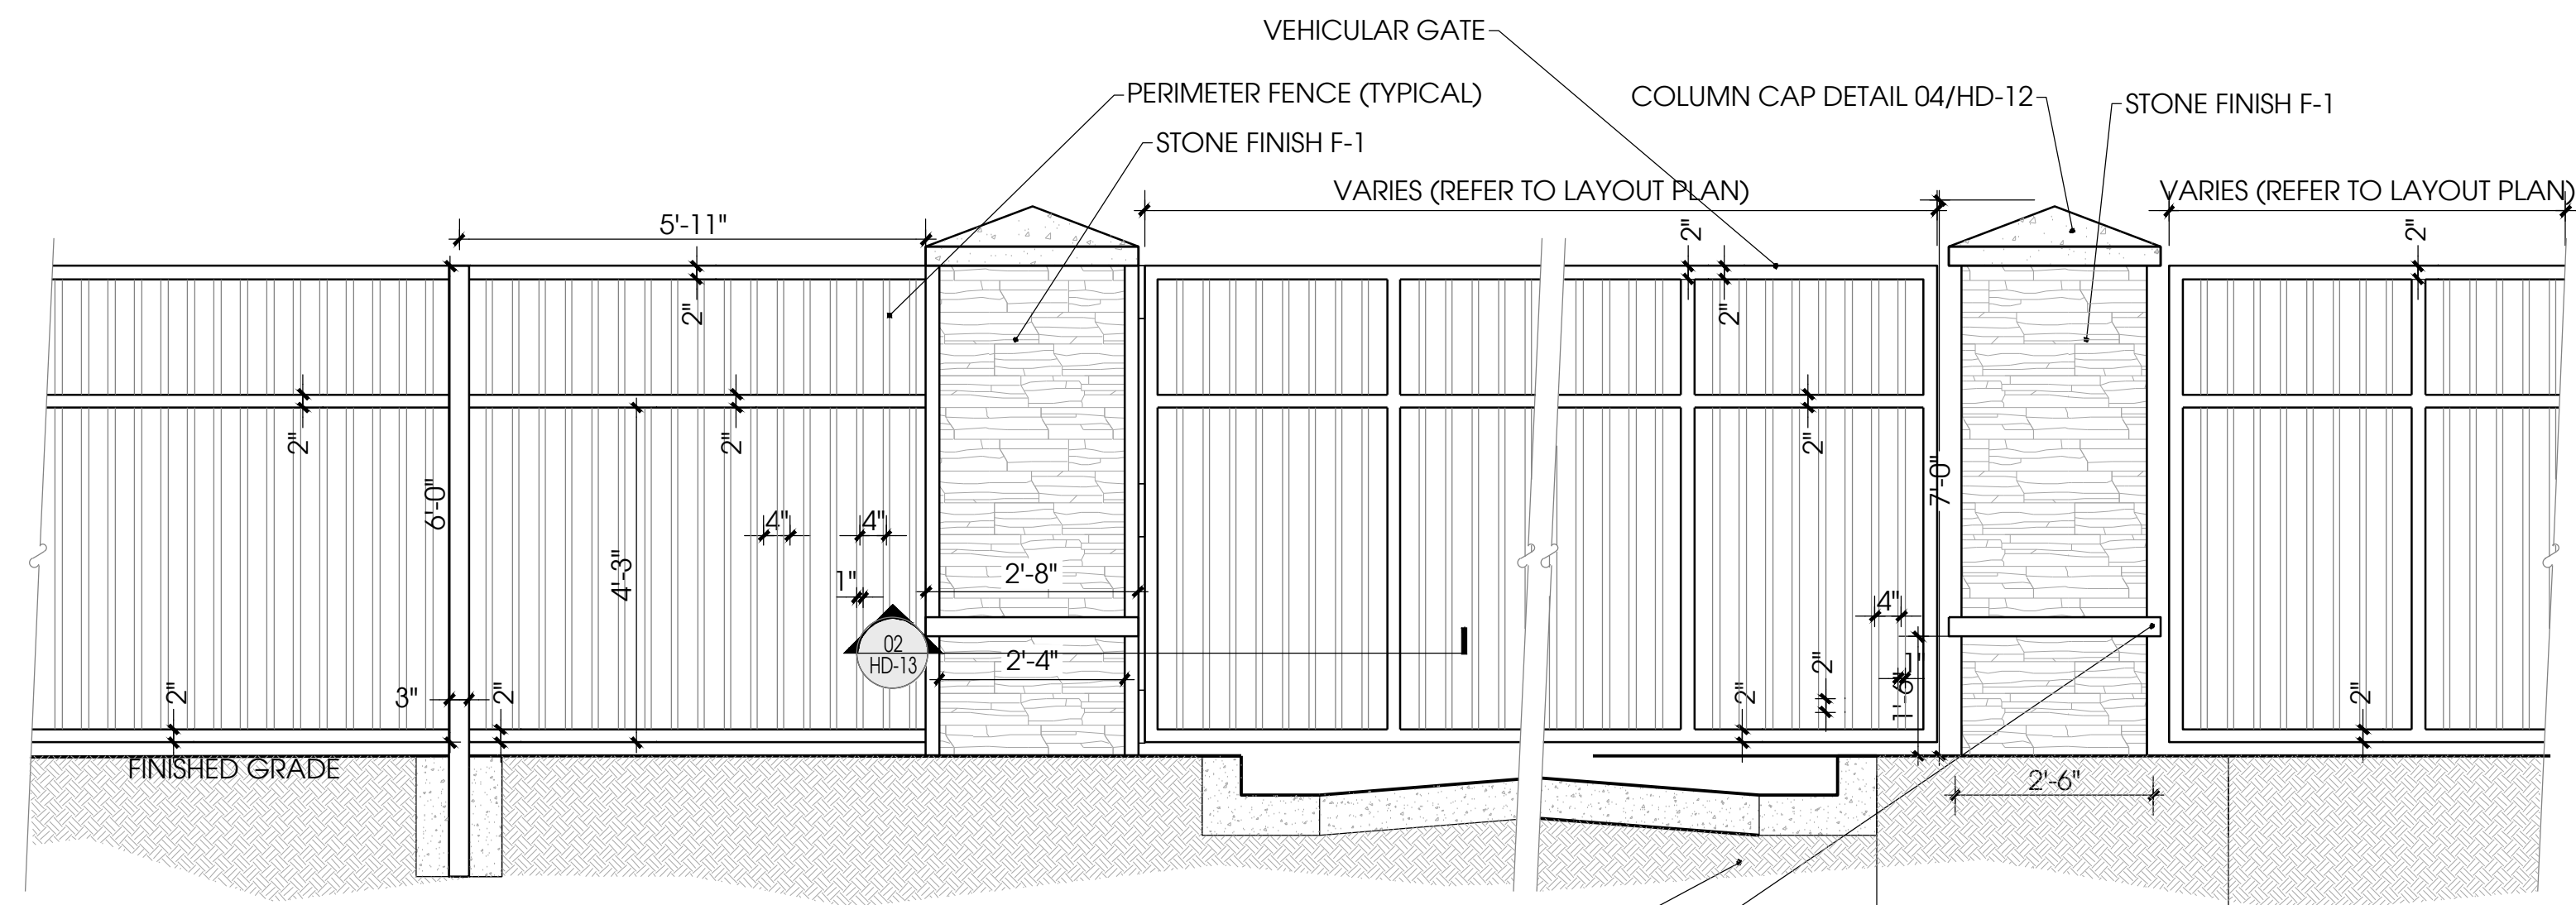 VEHICULAR GATE
PERIMETER FENCE (TYPICAL)
COLUMN CAP DETAIL 04/HD-12
STONE FINISH F-1
STONE FINISH F-1
VARIES (REFER TO LAYOUT PLAN)
VARIES (REFER TO LAYOUT PLAN)
5'-11"
2"
2"
2"
2"
2"
2"
2"
6'-0"
7'-0"
4"
4"
4'-3"
1"
2'-8"
4"
02
HD-13
2'-4"
2"
1'-6"
3"
2"
2"
2"
2"
FINISHED GRADE
2'-6"